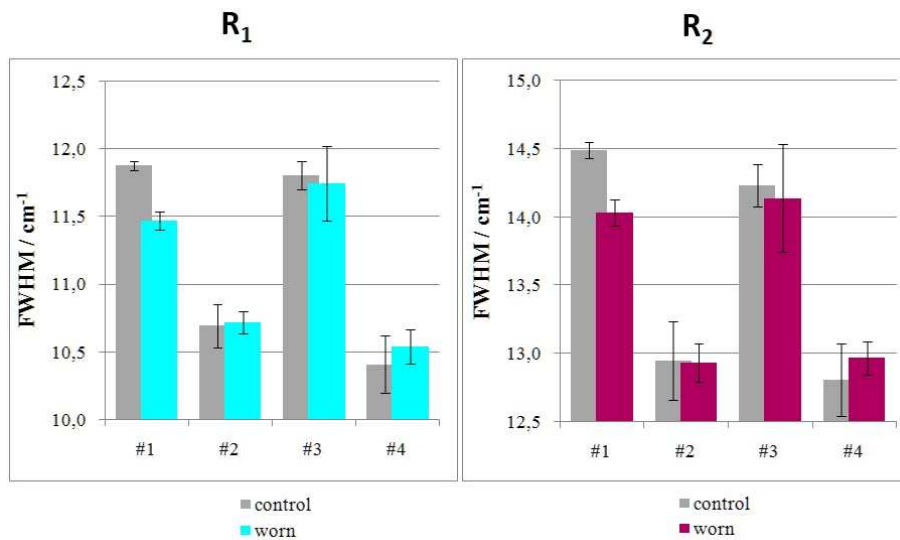 R₁
FWHM / cm⁻¹
12,5
12,0
11,5
11,0
10,5
10,0
#1 #2 #3 #4
control
worn
R₂
FWHM / cm⁻¹
15,0
14,5
14,0
13,5
13,0
12,5
#1 #2 #3 #4
control
worn